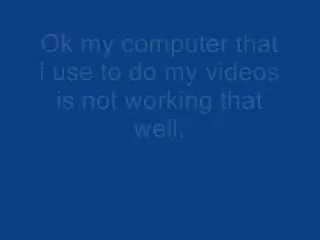 Ok my computer that
i use to do my videos
is not working that
well.